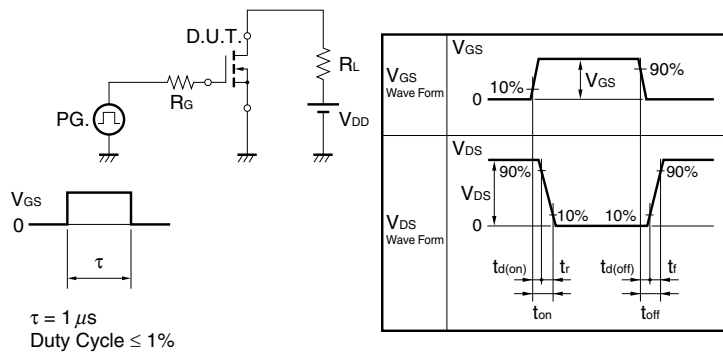 D.U.T.
RL
RG
PG.
VDD
VGS
0
τ
τ = 1 μs
Duty Cycle ≤ 1%
VGS
Wave Form
VGS
10%
0
VGS
90%
VDS
Wave Form
VDS
90%
VDS
0
10%
10%
90%
td(on)
tr
td(off)
tf
ton
toff